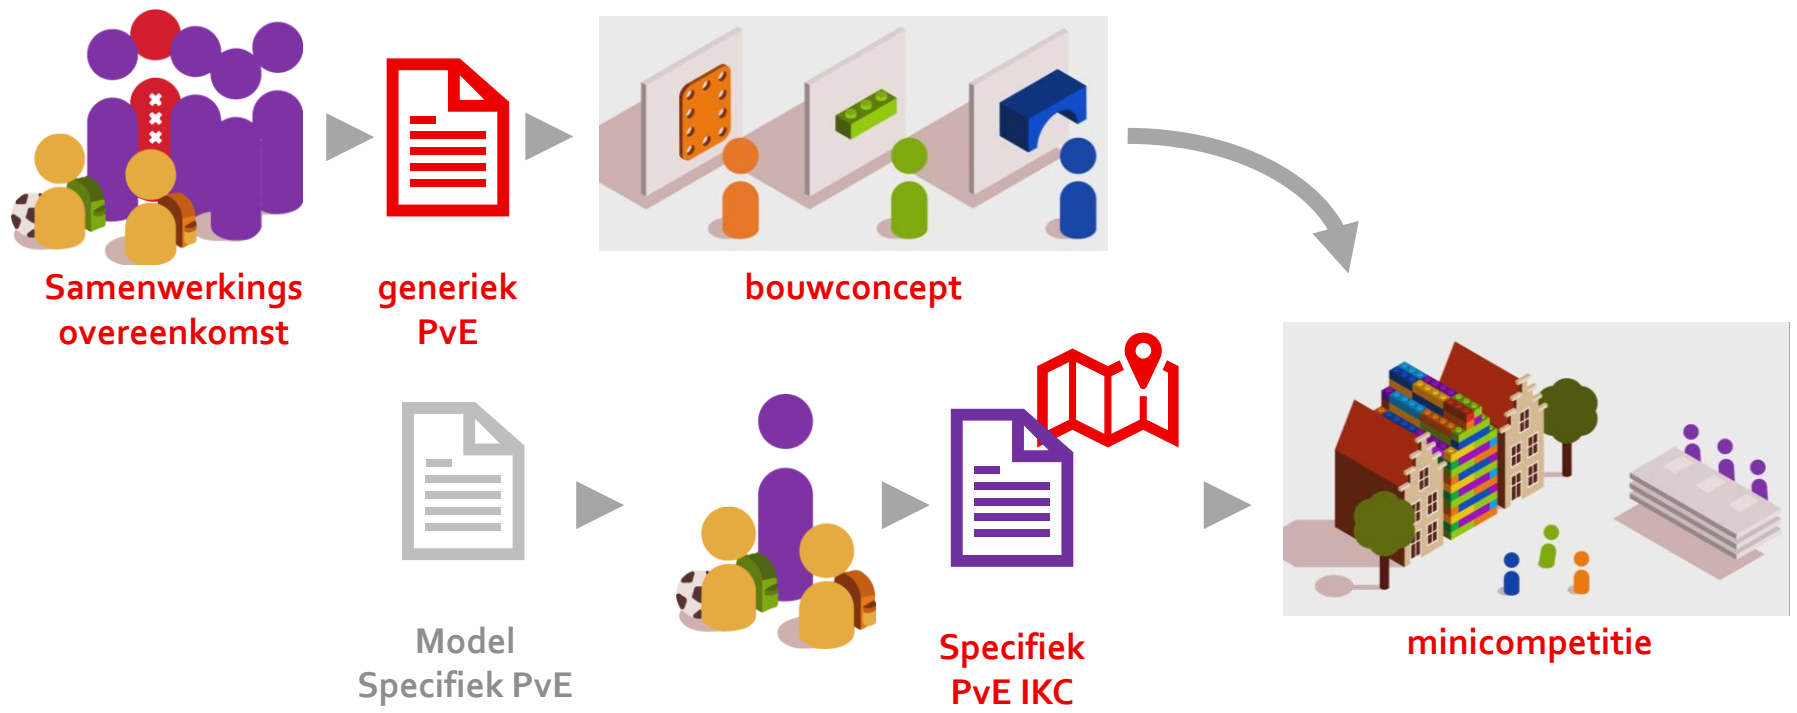 Samenwerkings
overeenkomst
generiek
PvE
bouwconcept
Model
Specifiek PvE
Specifiek
PvE IKC
minicompetitie